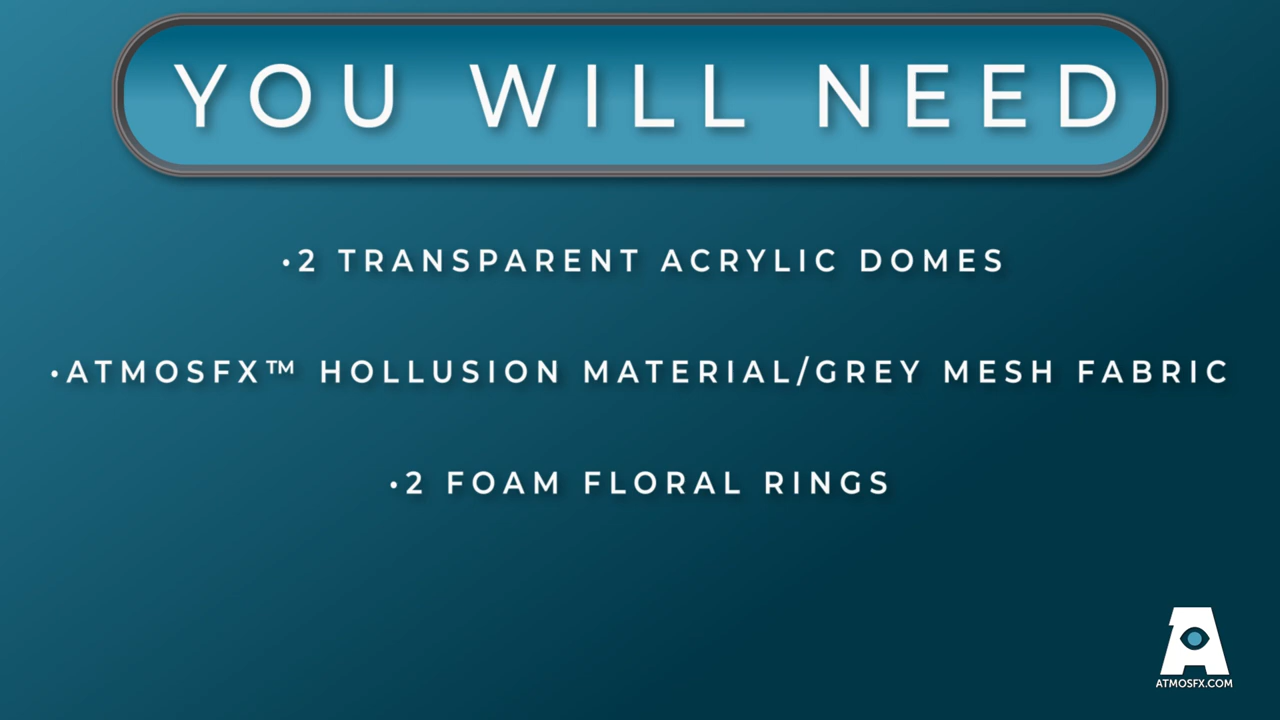 YOU WILL NEED
•2 TRANSPARENT ACRYLIC DOMES
•ATMOSFX™ HOLLUSION MATERIAL/GREY MESH FABRIC
•2 FOAM FLORAL RINGS
A
ATMOSFX.COM